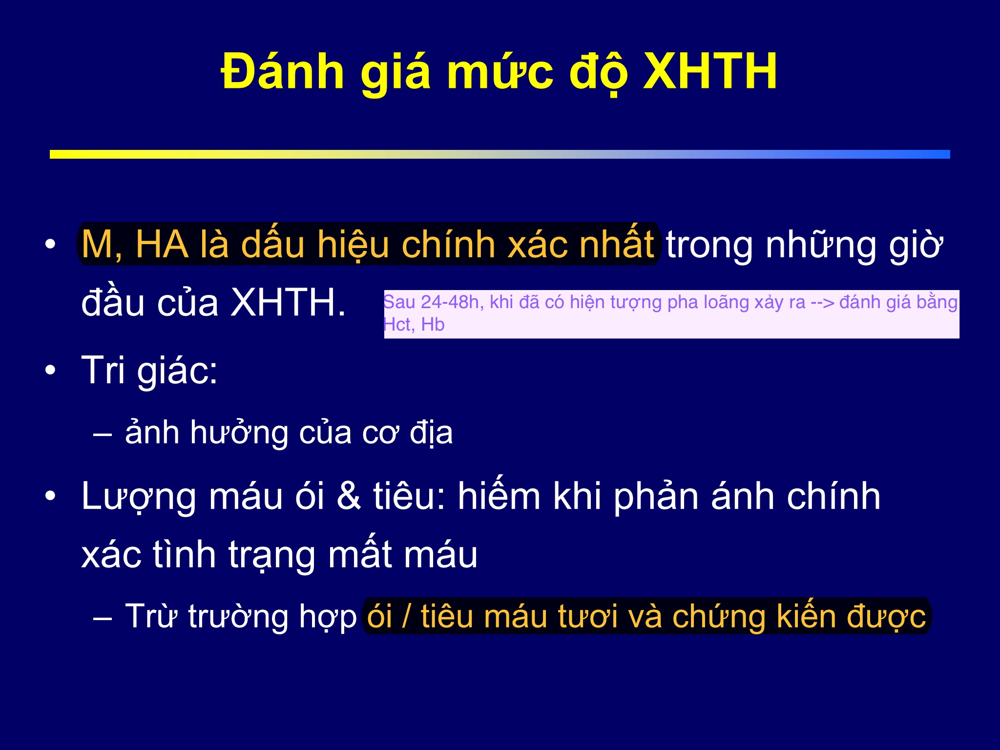 Đánh giá mức độ XHTH
• M, HA là dấu hiệu chính xác nhất trong những giờ
đầu của XHTH.
Sau 24-48h, khi đã có hiện tượng pha loãng xảy ra --> đánh giá bằng
Hct, Hb
• Tri giác:
– ảnh hưởng của cơ địa
• Lượng máu ói & tiêu: hiếm khi phản ánh chính
xác tình trạng mất máu
– Trừ trường hợp ói / tiêu máu tươi và chứng kiến được